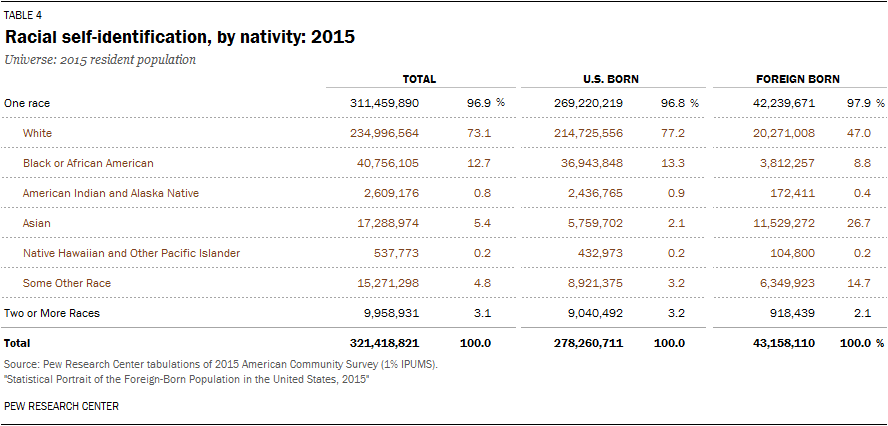 TABLE 4
Racial self-identification, by nativity: 2015
Universe: 2015 resident population
TOTAL U.S. BORN FOREIGN BORN
One race 311,459,890 96.9 % 269,220,219 96.8 % 42,239,671 97.9 %
White 234,996,564 73.1 214,725,556 77.2 20,271,008 47.0
Black or African American 40,756,105 12.7 36,943,848 13.3 3,812,257 8.8
American Indian and Alaska Native 2,609,176 0.8 2,436,765 0.9 172,411 0.4
Asian 17,288,974 5.4 5,759,702 2.1 11,529,272 26.7
Native Hawaiian and Other Pacific Islander 537,773 0.2 432,973 0.2 104,800 0.2
Some Other Race 15,271,298 4.8 8,921,375 3.2 6,349,923 14.7
Two or More Races 9,958,931 3.1 9,040,492 3.2 918,439 2.1
Total 321,418,821 100.0 278,260,711 100.0 43,158,110 100.0 %
Source: Pew Research Center tabulations of 2015 American Community Survey (1% IPUMS).
"Statistical Portrait of the Foreign-Born Population in the United States, 2015"
PEW RESEARCH CENTER